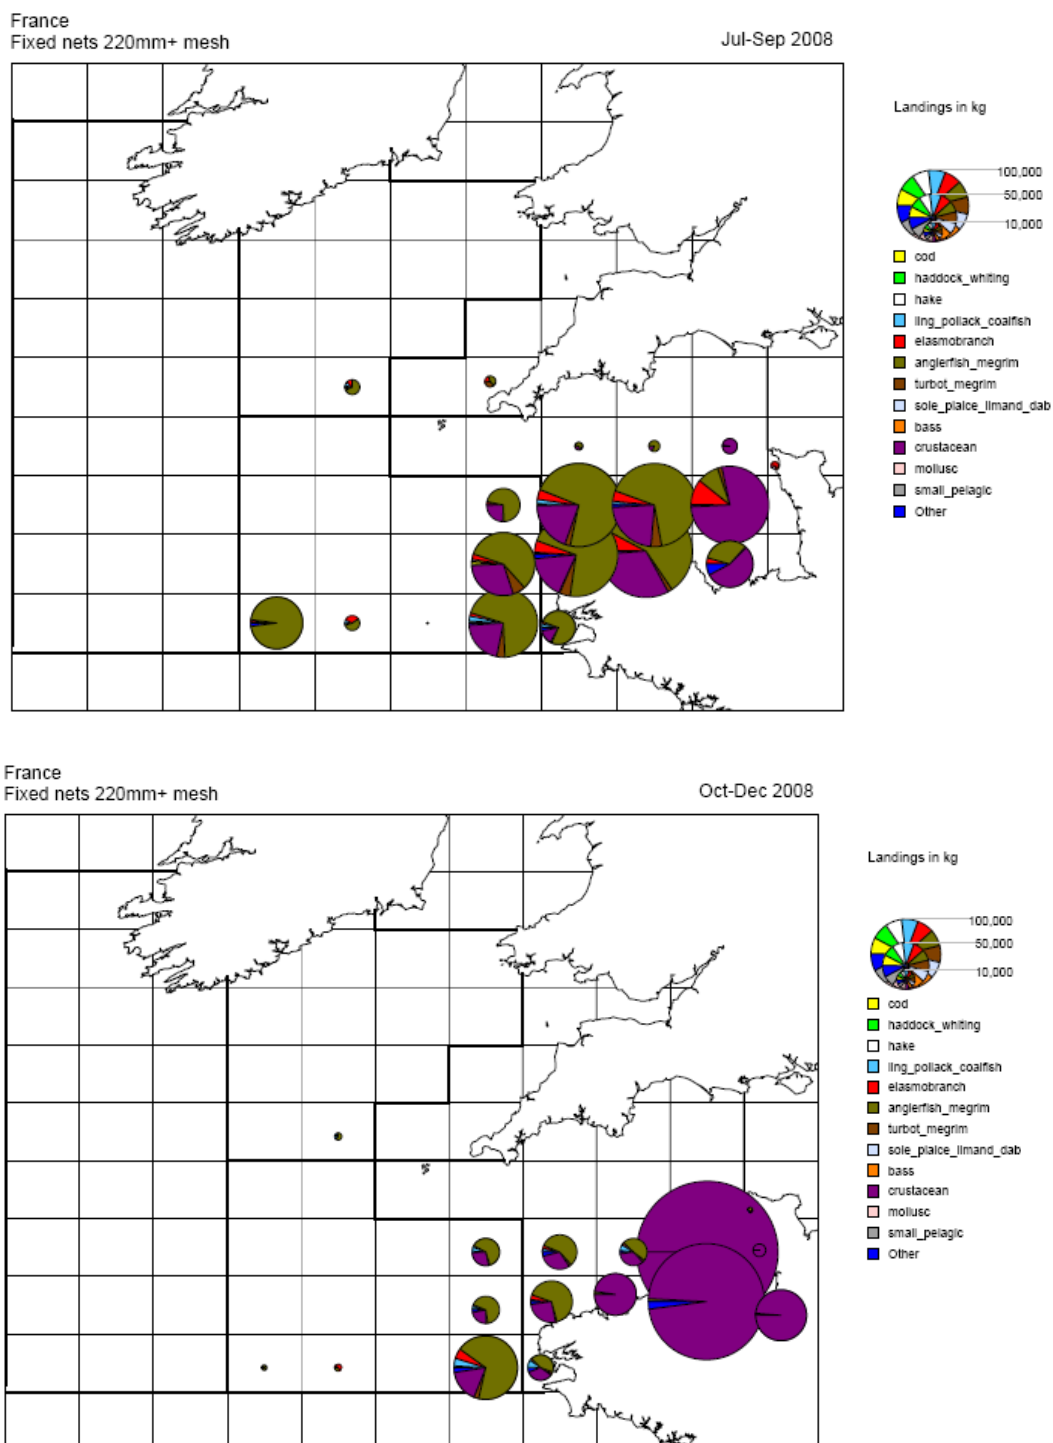 France
Fixed nets 220mm+ mesh
Jul-Sep 2008
Landings in kg
100,000
50,000
10,000
cod
haddock_whiting
hake
ling_pollack_coalfish
elasmobranch
anglerfish_megrim
turbot_megrim
sole_plaice_limand_dab
bass
crustacean
mollusc
small_pelagic
Other
France
Fixed nets 220mm+ mesh
Oct-Dec 2008
Landings in kg
100,000
50,000
10,000
cod
haddock_whiting
hake
ling_pollack_coalfish
elasmobranch
anglerfish_megrim
turbot_megrim
sole_plaice_limand_dab
bass
crustacean
mollusc
small_pelagic
Other